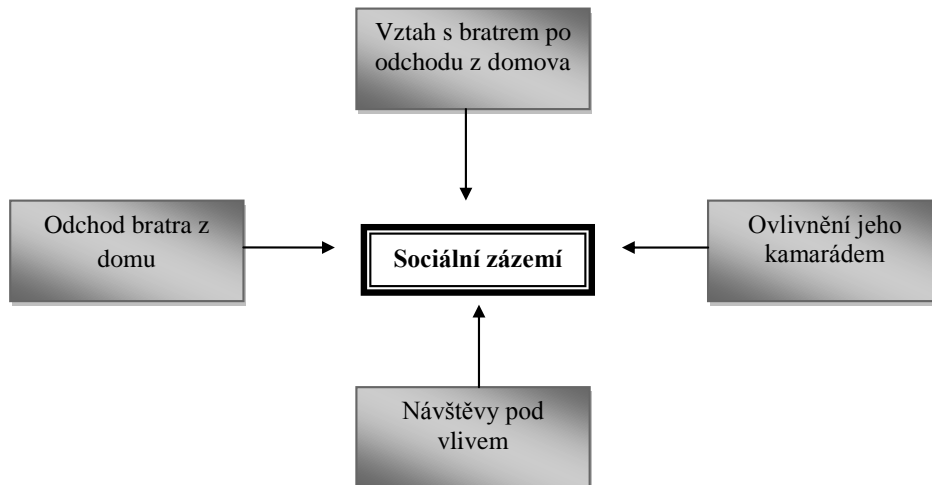 Vztah s bratrem po
odchodu z domova
Odchod bratra z
domu
Sociální zázemí
Ovlivnění jeho
kamarádem
Návštěvy pod
vlivem